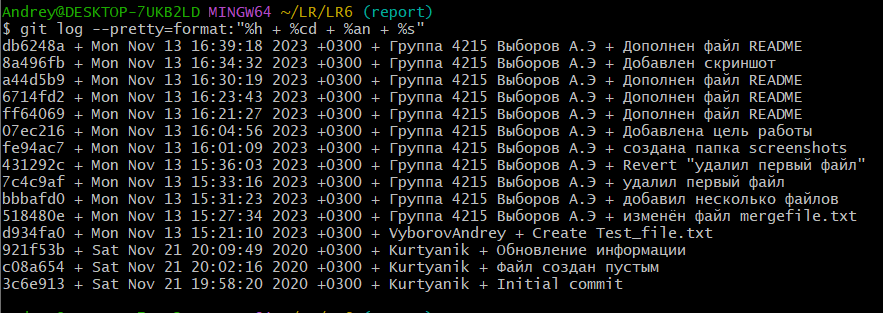 Andrey@DESKTOP-7UKB2LD MINGW64 ~/LR/LR6 (report)
$ git log --pretty=format:"%h + %cd + %an + %s"
db6248a + Mon Nov 13 16:39:18 2023 +0300 + Группа 4215 Выборов А.Э + Дополнен файл README
8a496fb + Mon Nov 13 16:34:32 2023 +0300 + Группа 4215 Выборов А.Э + Добавлен скриншот
a44d5b9 + Mon Nov 13 16:30:19 2023 +0300 + Группа 4215 Выборов А.Э + Дополнен файл README
6714fd2 + Mon Nov 13 16:23:43 2023 +0300 + Группа 4215 Выборов А.Э + Дополнен файл README
ff64069 + Mon Nov 13 16:21:27 2023 +0300 + Группа 4215 Выборов А.Э + Дополнен файл README
07ec216 + Mon Nov 13 16:04:56 2023 +0300 + Группа 4215 Выборов А.Э + Добавлена цель работы
fe94ac7 + Mon Nov 13 16:01:09 2023 +0300 + Группа 4215 Выборов А.Э + создана папка screenshots
431292c + Mon Nov 13 15:36:03 2023 +0300 + Группа 4215 Выборов А.Э + Revert "удалил первый файл"
7c4c9af + Mon Nov 13 15:33:16 2023 +0300 + Группа 4215 Выборов А.Э + удалил первый файл
bbbafd0 + Mon Nov 13 15:31:23 2023 +0300 + Группа 4215 Выборов А.Э + добавил несколько файлов
518480e + Mon Nov 13 15:27:34 2023 +0300 + Группа 4215 Выборов А.Э + изменён файл mergefile.txt
d934fa0 + Mon Nov 13 15:21:10 2023 +0300 + VyborovAndrey + Create Test_file.txt
921f53b + Sat Nov 21 20:09:49 2020 +0300 + Kurtyanik + Обновление информации
c08a654 + Sat Nov 21 20:02:16 2020 +0300 + Kurtyanik + Файл создан пустым
3c6e913 + Sat Nov 21 19:58:20 2020 +0300 + Kurtyanik + Initial commit